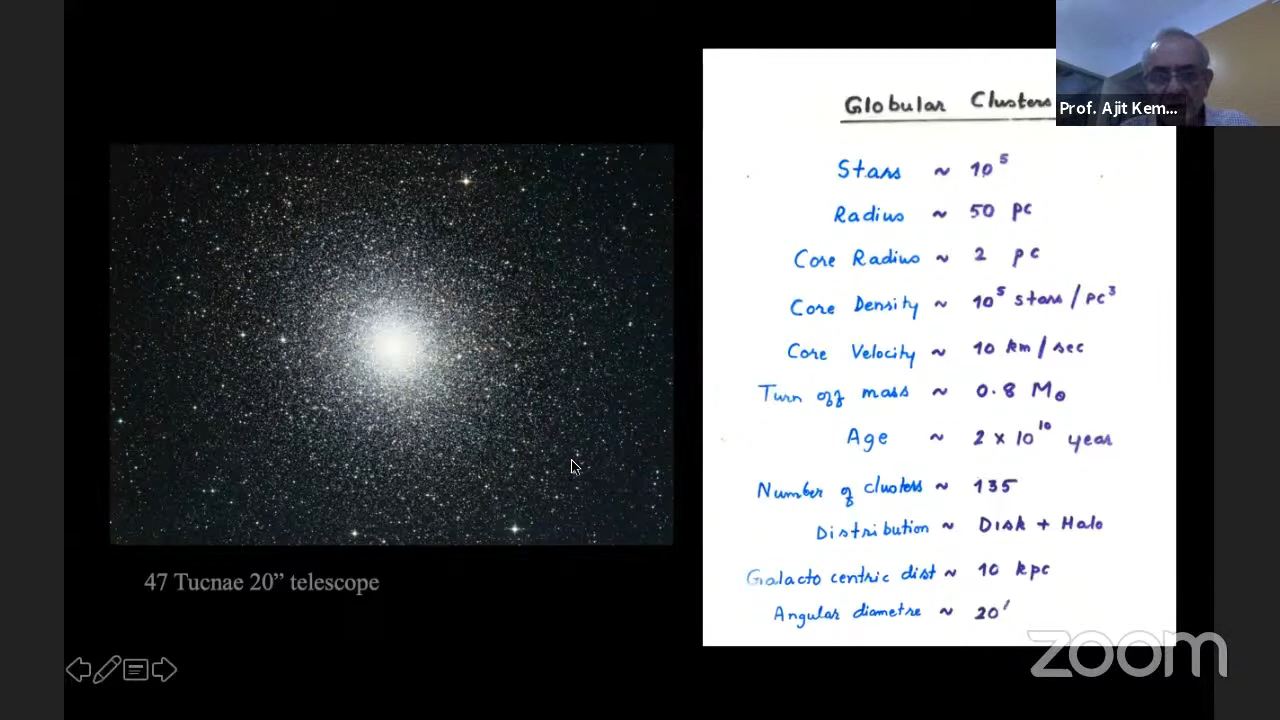 Globular Clusters
Prof. Ajit Kem...
Stars ~ 10⁵
Radius ~ 50 pc
Core Radius ~ 2 pc
Core Density ~ 10⁵ stars / pc³
Core Velocity ~ 10 km / sec
Turn off mass ~ 0.8 M⊙
Age ~ 2 x 10¹⁰ year
Number of clusters ~ 135
Distribution ~ Disk + Halo
Galacto centric dist ~ 10 kpc
Angular diametre ~ 20'
47 Tucnae 20” telescope
zoom